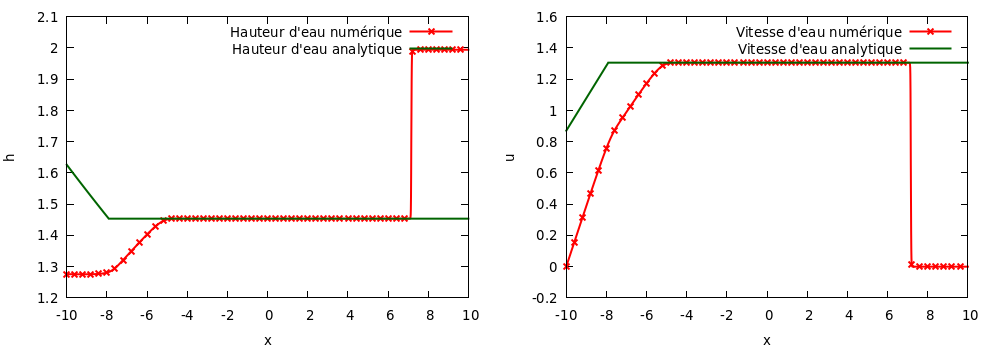 2.1
2
1.9
1.8
1.7
1.6
1.5
1.4
1.3
1.2
-10 -8 -6 -4 -2 0 2 4 6 8 10
h
x
Hauteur d'eau numérique
Hauteur d'eau analytique
1.6
1.4
1.2
1
0.8
0.6
0.4
0.2
0
-0.2
-10 -8 -6 -4 -2 0 2 4 6 8 10
u
x
Vitesse d'eau numérique
Vitesse d'eau analytique